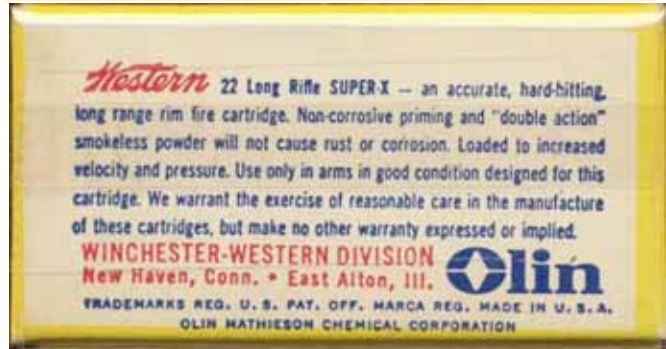 Western 22 Long Rifle SUPER-X — an accurate, hard-hitting,
long range rim fire cartridge. Non-corrosive priming and "double action"
smokeless powder will not cause rust or corrosion. Loaded to increased
velocity and pressure. Use only in arms in good condition designed for this
cartridge. We warrant the exercise of reasonable care in the manufacture
of these cartridges, but make no other warranty expressed or implied.
WINCHESTER-WESTERN DIVISION
New Haven, Conn. • East Alton, Ill.
Olin
TRADEMARKS REG. U. S. PAT. OFF. MARCA REG. MADE IN U. S. A.
OLIN MATHIESON CHEMICAL CORPORATION